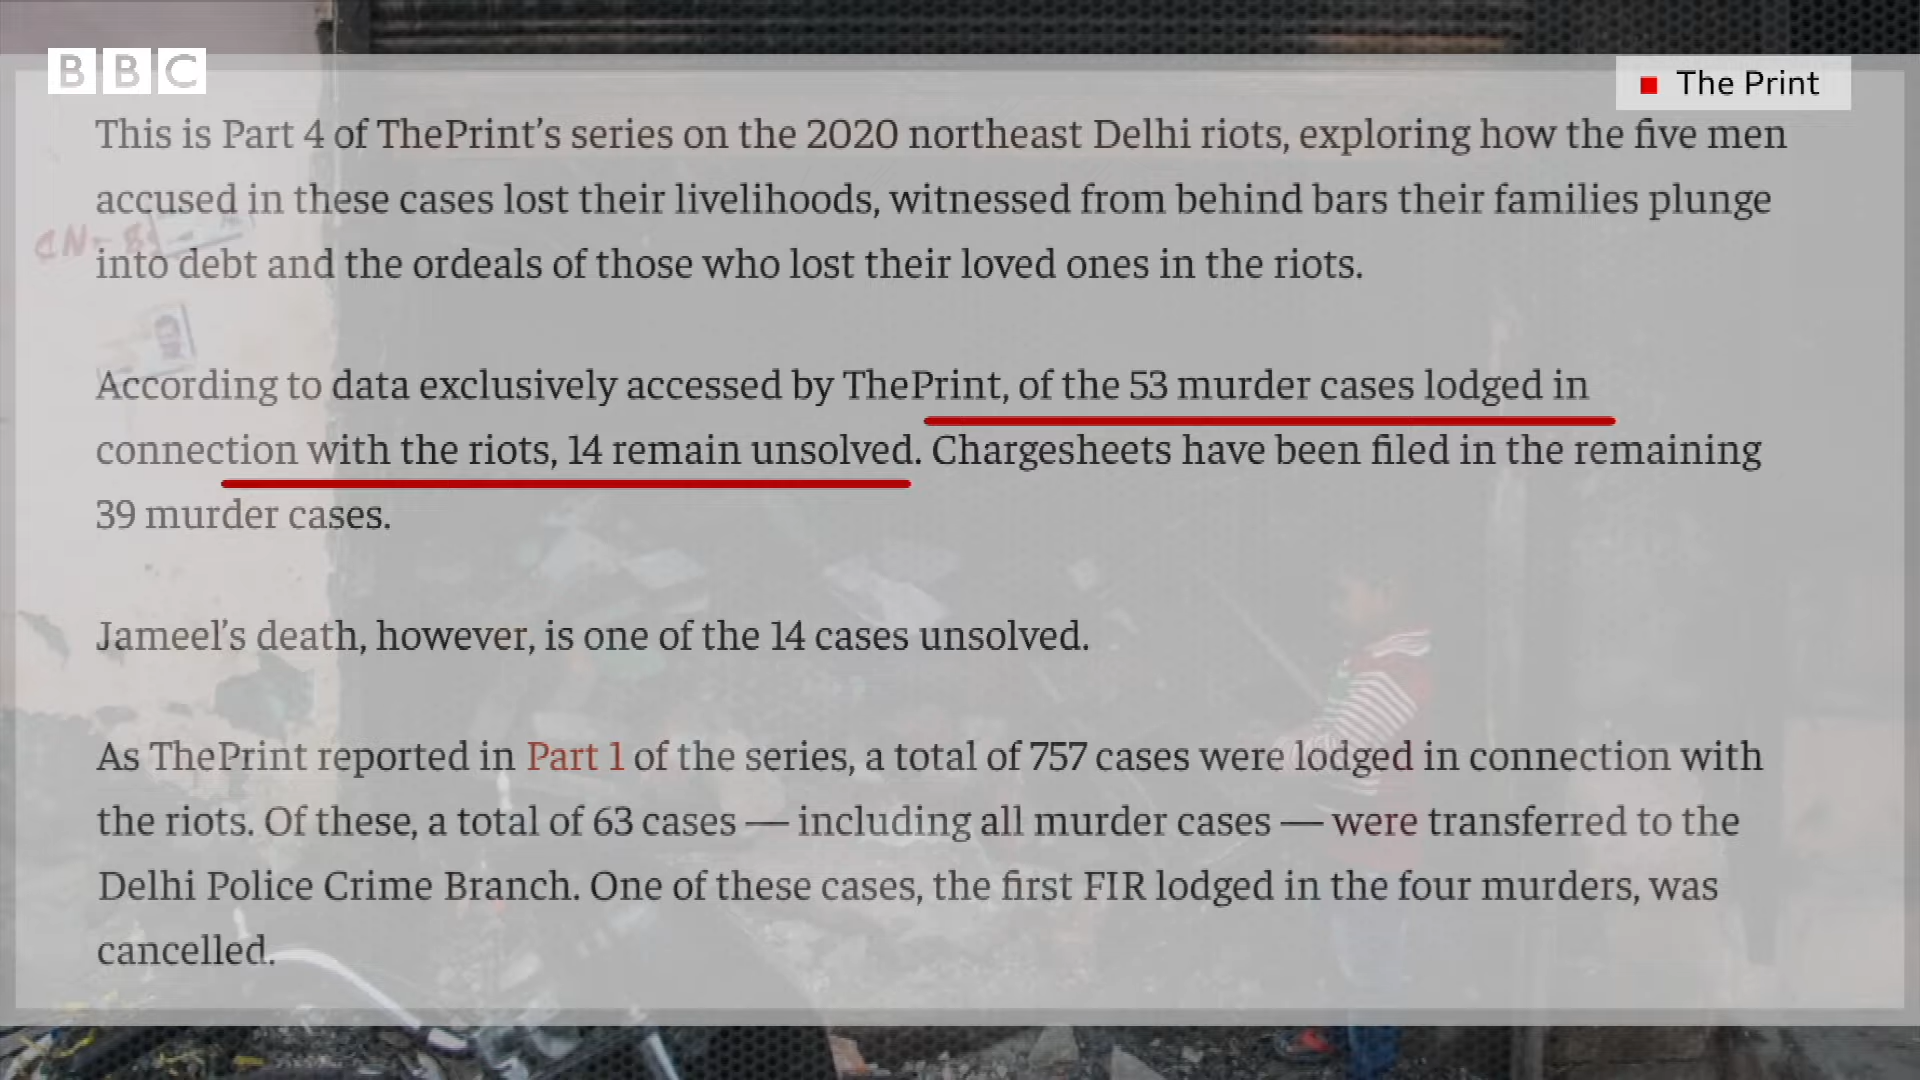 BBC
The Print
This is Part 4 of ThePrint’s series on the 2020 northeast Delhi riots, exploring how the five men
accused in these cases lost their livelihoods, witnessed from behind bars their families plunge
into debt and the ordeals of those who lost their loved ones in the riots.
According to data exclusively accessed by ThePrint, of the 53 murder cases lodged in
connection with the riots, 14 remain unsolved. Chargesheets have been filed in the remaining
39 murder cases.
Jameel’s death, however, is one of the 14 cases unsolved.
As ThePrint reported in Part 1 of the series, a total of 757 cases were lodged in connection with
the riots. Of these, a total of 63 cases — including all murder cases — were transferred to the
Delhi Police Crime Branch. One of these cases, the first FIR lodged in the four murders, was
cancelled.